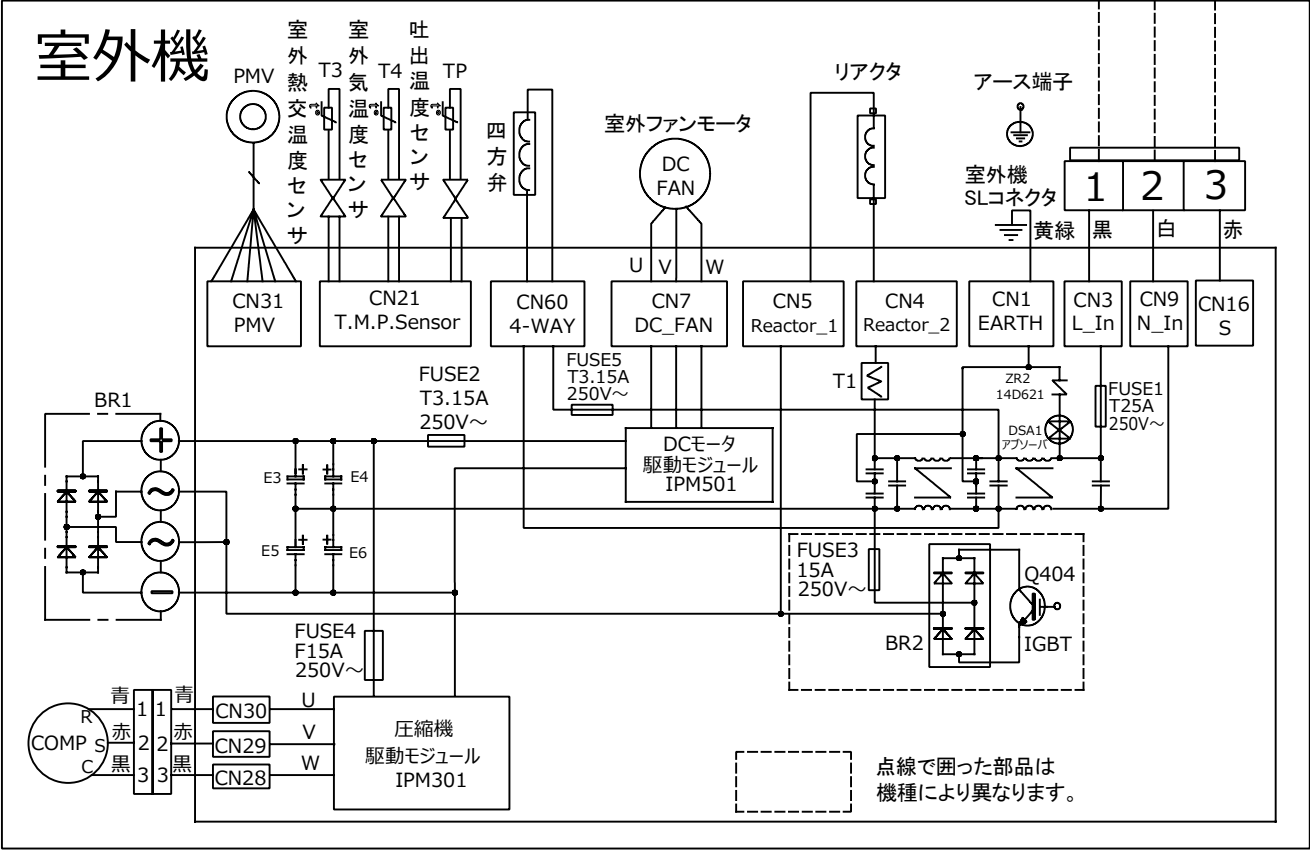 室外機
PMV
室外熱交温度センサ
T3
室外気温度センサ
T4
吐出温度センサ
TP
四方弁
室外ファンモータ
DC
FAN
リアクタ
アース端子
室外機
SLコネクタ
1 2 3
黄緑 黒 白 赤
U V W
CN31
PMV
CN21
T.M.P.Sensor
CN60
4-WAY
CN7
DC_FAN
CN5
Reactor_1
CN4
Reactor_2
CN1
EARTH
CN3
L_In
CN9
N_In
CN16
S
FUSE2
T3.15A
250V～
FUSE5
T3.15A
250V～
T1
ZR2
14D621
DSA1
アブソーバ
FUSE1
T25A
250V～
BR1
+
～
～
−
E3 + + E4
E5 + + E6
DCモータ
駆動モジュール
IPM501
FUSE3
15A
250V～
BR2
Q404
IGBT
FUSE4
F15A
250V～
COMP
R
S
C
青 1 1 青 CN30 U
赤 2 2 赤 CN29 V
黒 3 3 黒 CN28 W
圧縮機
駆動モジュール
IPM301
点線で囲った部品は
機種により異なります。